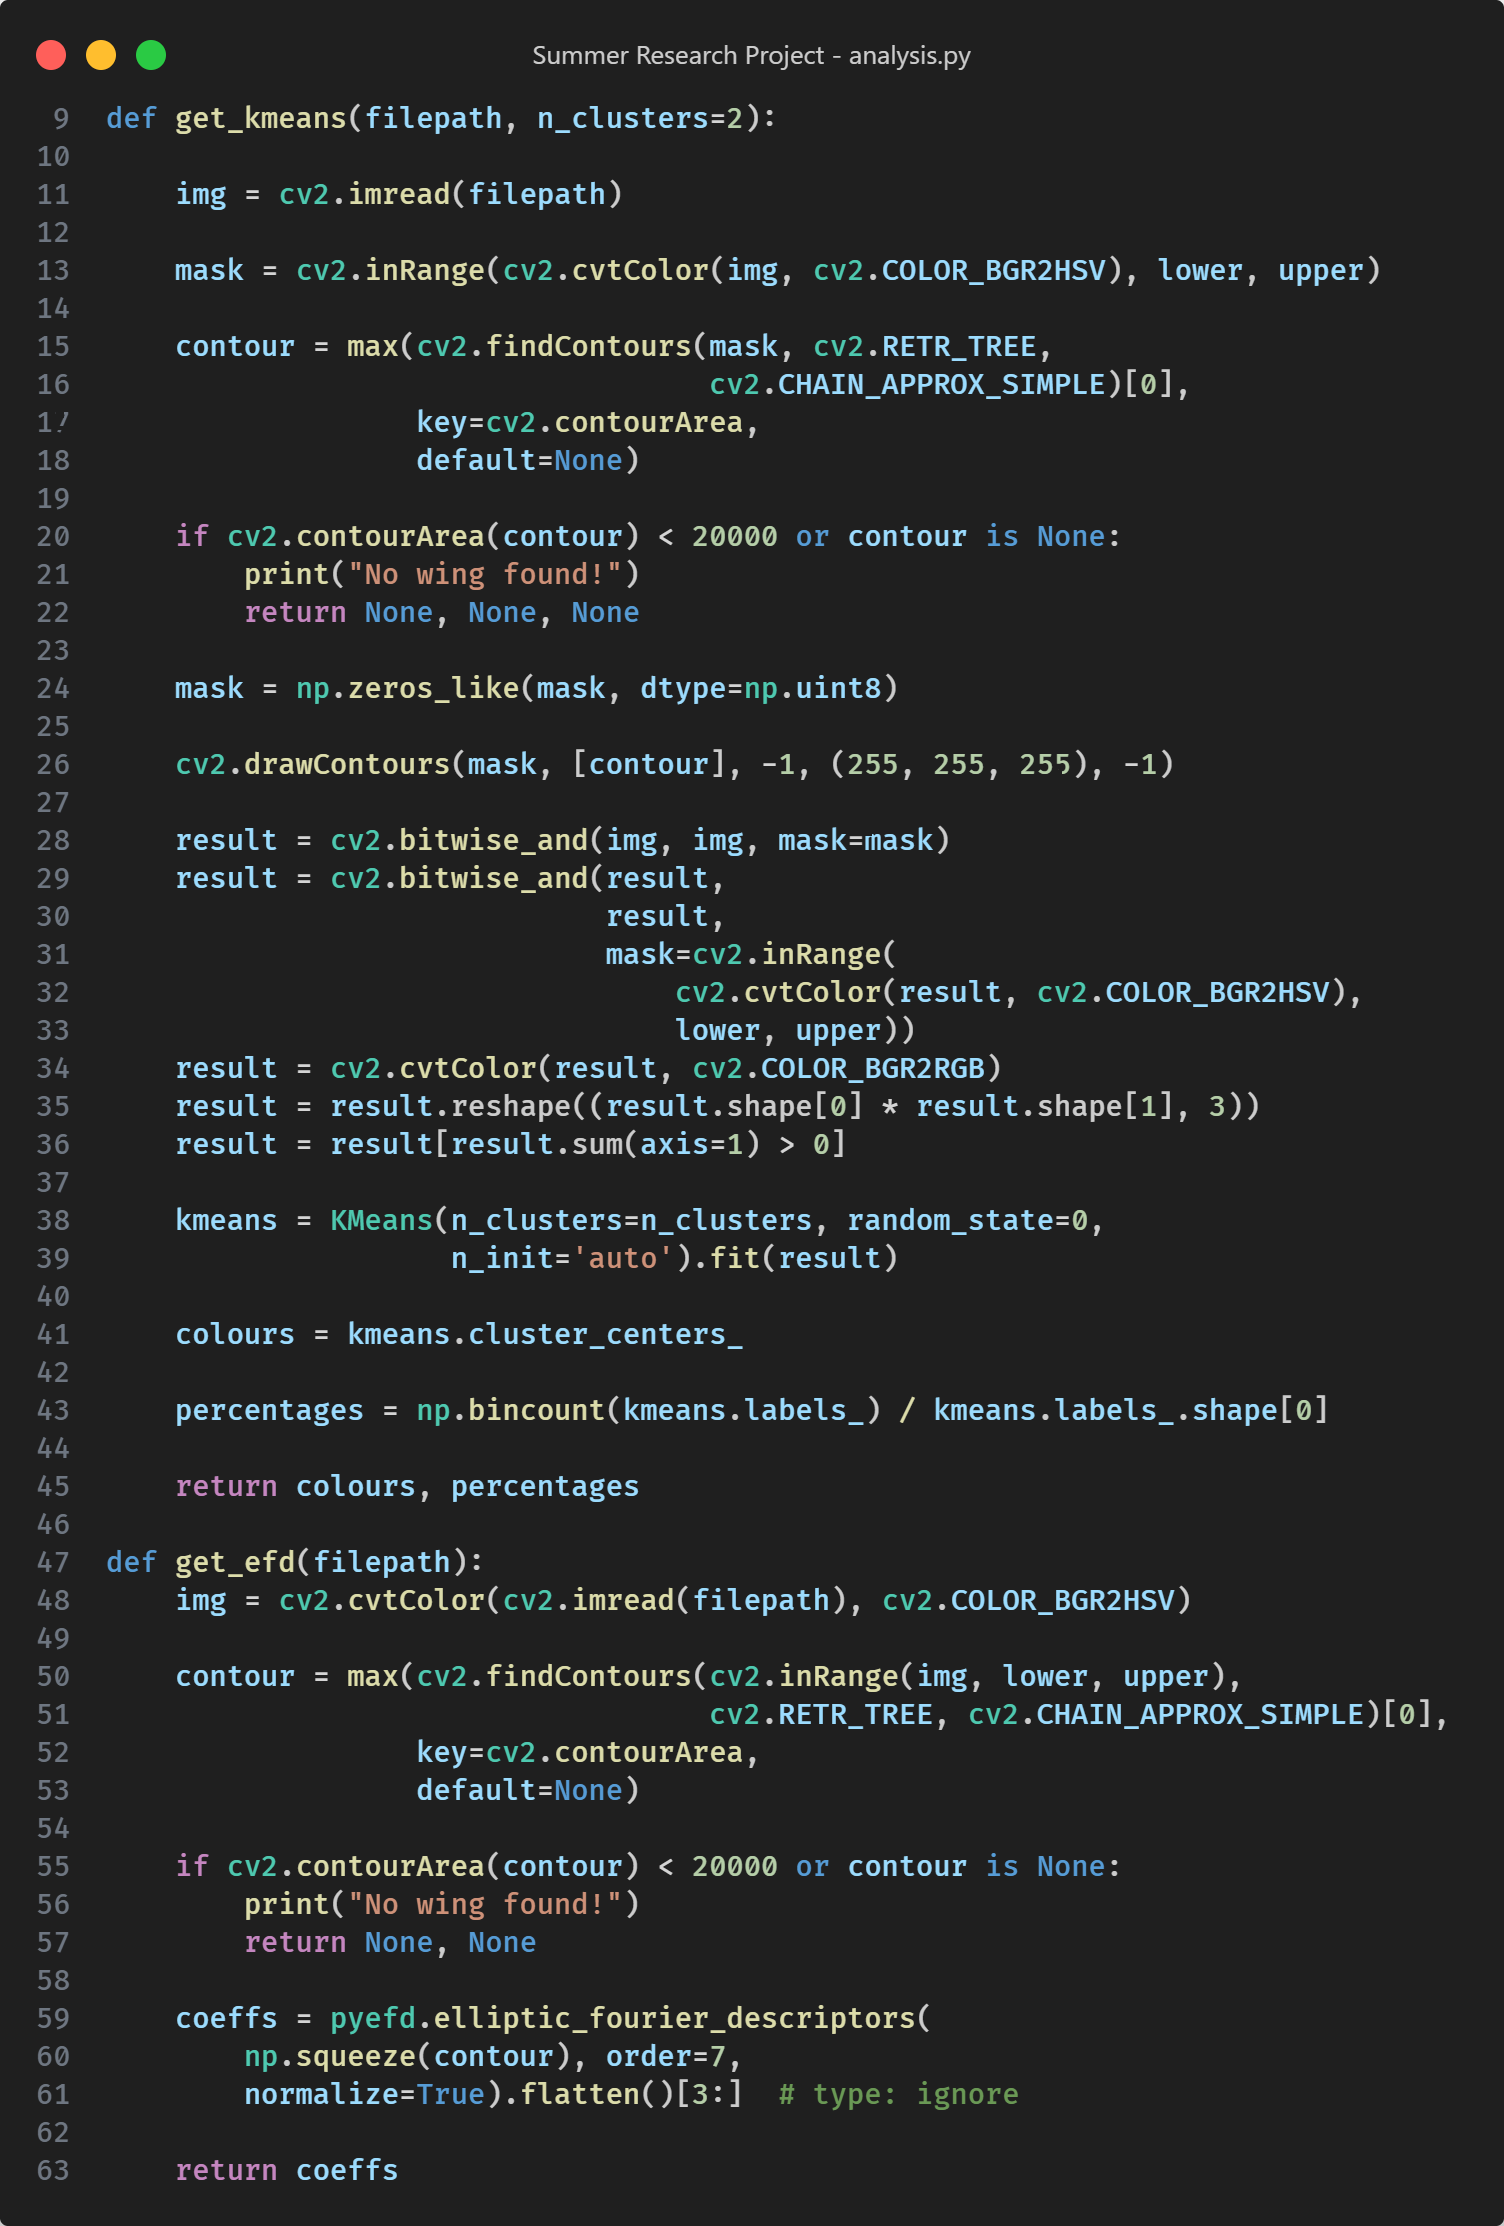 Summer Research Project - analysis.py
9 def get_kmeans(filepath, n_clusters=2):
10
11     img = cv2.imread(filepath)
12
13     mask = cv2.inRange(cv2.cvtColor(img, cv2.COLOR_BGR2HSV), lower, upper)
14
15     contour = max(cv2.findContours(mask, cv2.RETR_TREE,
16                                    cv2.CHAIN_APPROX_SIMPLE)[0],
17                   key=cv2.contourArea,
18                   default=None)
19
20     if cv2.contourArea(contour) < 20000 or contour is None:
21         print("No wing found!")
22         return None, None, None
23
24     mask = np.zeros_like(mask, dtype=np.uint8)
25
26     cv2.drawContours(mask, [contour], -1, (255, 255, 255), -1)
27
28     result = cv2.bitwise_and(img, img, mask=mask)
29     result = cv2.bitwise_and(result,
30                              result,
31                              mask=cv2.inRange(
32                                  cv2.cvtColor(result, cv2.COLOR_BGR2HSV),
33                                  lower, upper))
34     result = cv2.cvtColor(result, cv2.COLOR_BGR2RGB)
35     result = result.reshape((result.shape[0] * result.shape[1], 3))
36     result = result[result.sum(axis=1) > 0]
37
38     kmeans = KMeans(n_clusters=n_clusters, random_state=0,
39                     n_init='auto').fit(result)
40
41     colours = kmeans.cluster_centers_
42
43     percentages = np.bincount(kmeans.labels_) / kmeans.labels_.shape[0]
44
45     return colours, percentages
46
47 def get_efd(filepath):
48     img = cv2.cvtColor(cv2.imread(filepath), cv2.COLOR_BGR2HSV)
49
50     contour = max(cv2.findContours(cv2.inRange(img, lower, upper),
51                                    cv2.RETR_TREE, cv2.CHAIN_APPROX_SIMPLE)[0],
52                   key=cv2.contourArea,
53                   default=None)
54
55     if cv2.contourArea(contour) < 20000 or contour is None:
56         print("No wing found!")
57         return None, None
58
59     coeffs = pyefd.elliptic_fourier_descriptors(
60         np.squeeze(contour), order=7,
61         normalize=True).flatten()[3:]  # type: ignore
62
63     return coeffs